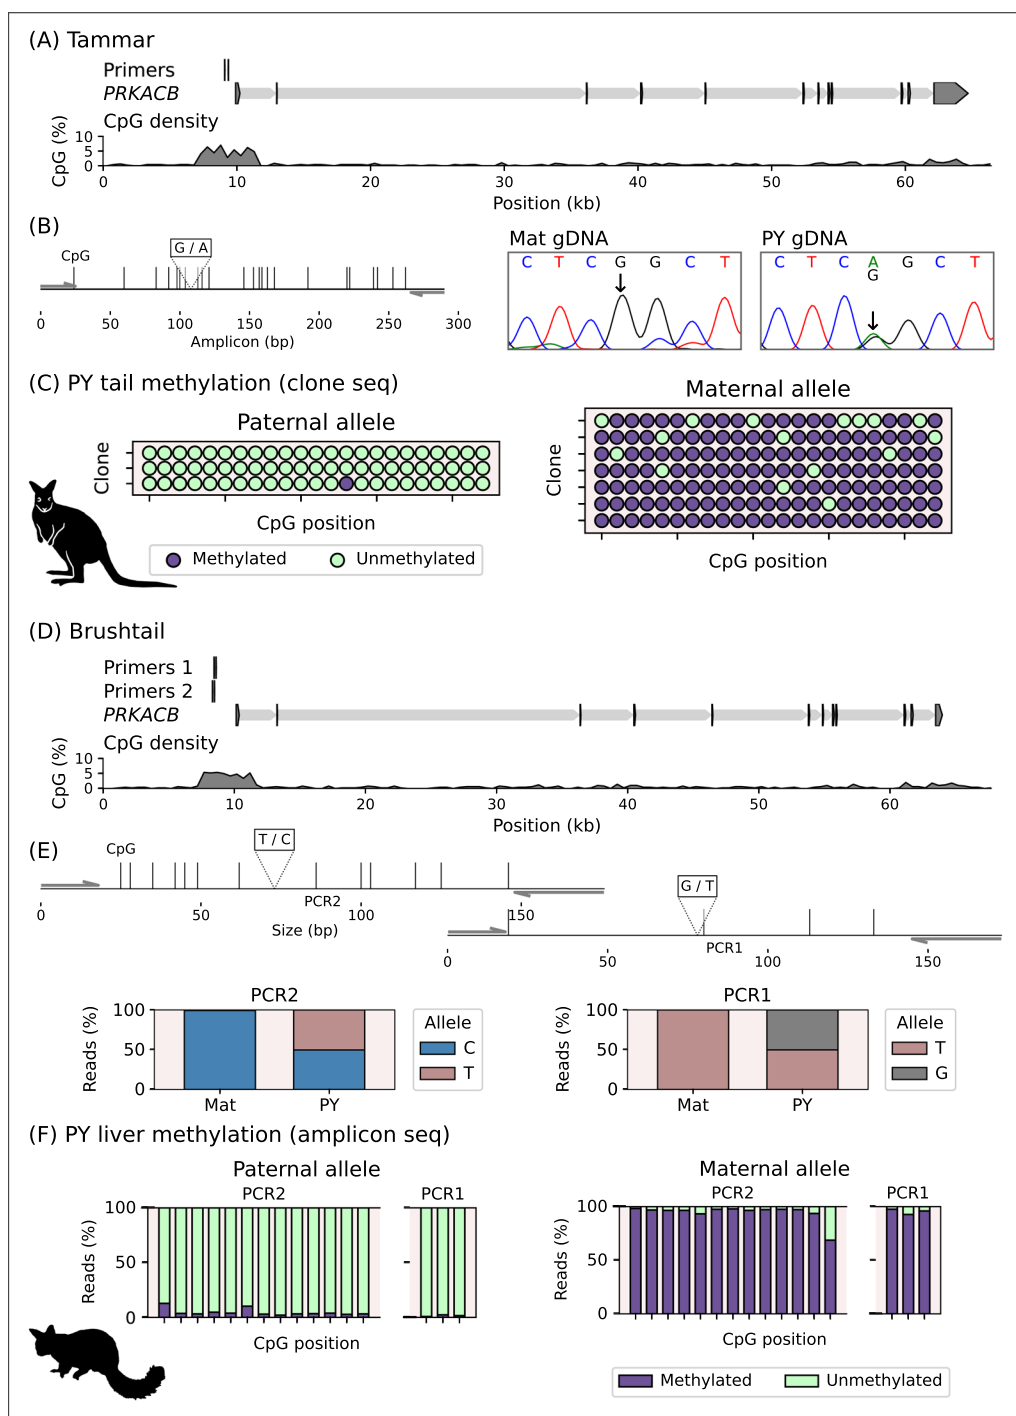 (A) Tammar
Primers
PRKACB
CpG density
CpG (%)
10
5
0
0 10 20 30 40 50 60
Position (kb)
(B)
CpG
G / A
0 50 100 150 200 250 300
Amplicon (bp)
Mat gDNA
C T C G G C T
PY gDNA
C T C A G C T
G
(C) PY tail methylation (clone seq)
Paternal allele
Clone
CpG position
Methylated Unmethylated
Maternal allele
Clone
CpG position
(D) Brushtail
Primers 1
Primers 2
PRKACB
CpG density
CpG (%)
10
5
0
0 10 20 30 40 50 60
Position (kb)
(E)
CpG
T / C
PCR2
0 50 100 150
Size (bp)
G / T
PCR1
0 50 100 150
PCR2
Reads (%)
100
50
0
Mat PY
Allele
C
T
PCR1
Reads (%)
100
50
0
Mat PY
Allele
T
G
(F) PY liver methylation (amplicon seq)
Paternal allele
PCR2 PCR1
Reads (%)
100
50
0
CpG position
Maternal allele
PCR2 PCR1
Reads (%)
100
50
0
CpG position
Methylated Unmethylated